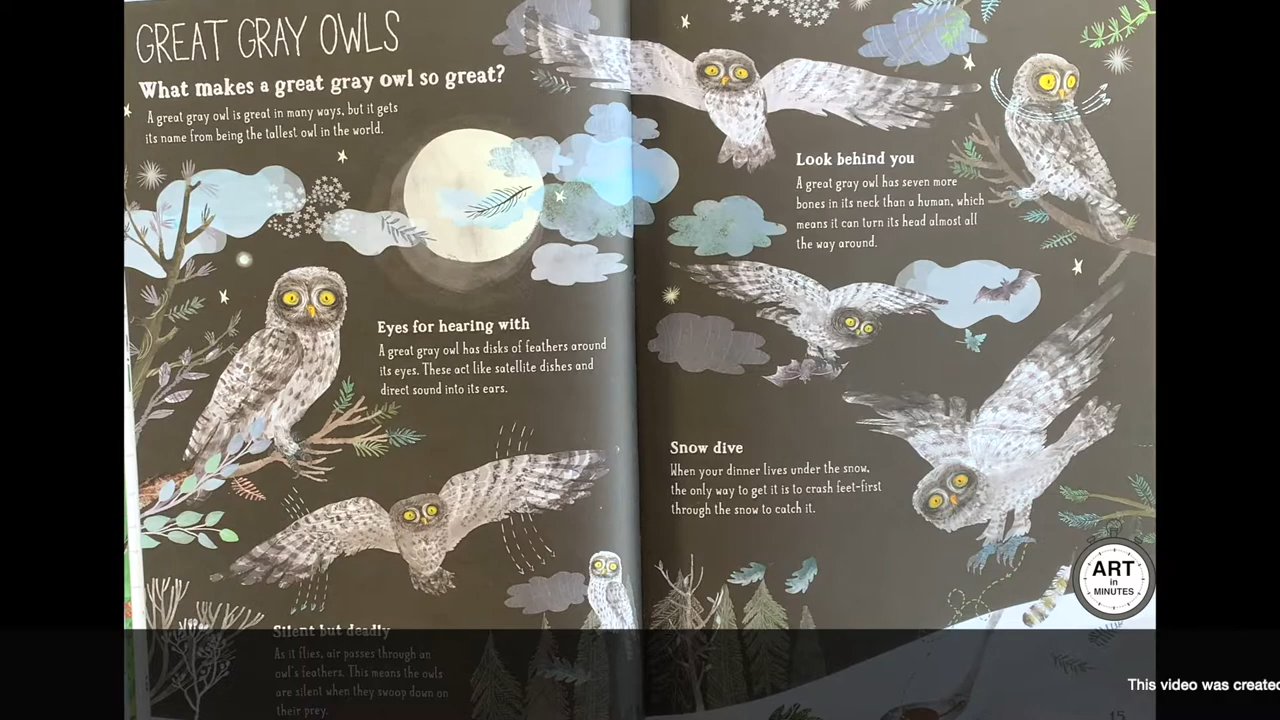 GREAT GRAY OWLS
What makes a great gray owl so great?
A great gray owl is great in many ways, but it gets
its name from being the tallest owl in the world.
Eyes for hearing with
A great gray owl has disks of feathers around
its eyes. These act like satellite dishes and
direct sound into its ears.
Silent but deadly
As it flies, air passes through an
owl's feathers. This means the owls
are silent when they swoop down on
their prey.
Look behind you
A great gray owl has seven more
bones in its neck than a human, which
means it can turn its head almost all
the way around.
Snow dive
When your dinner lives under the snow,
the only way to get it is to crash feet-first
through the snow to catch it.
ART
in
MINUTES
This video was created
15